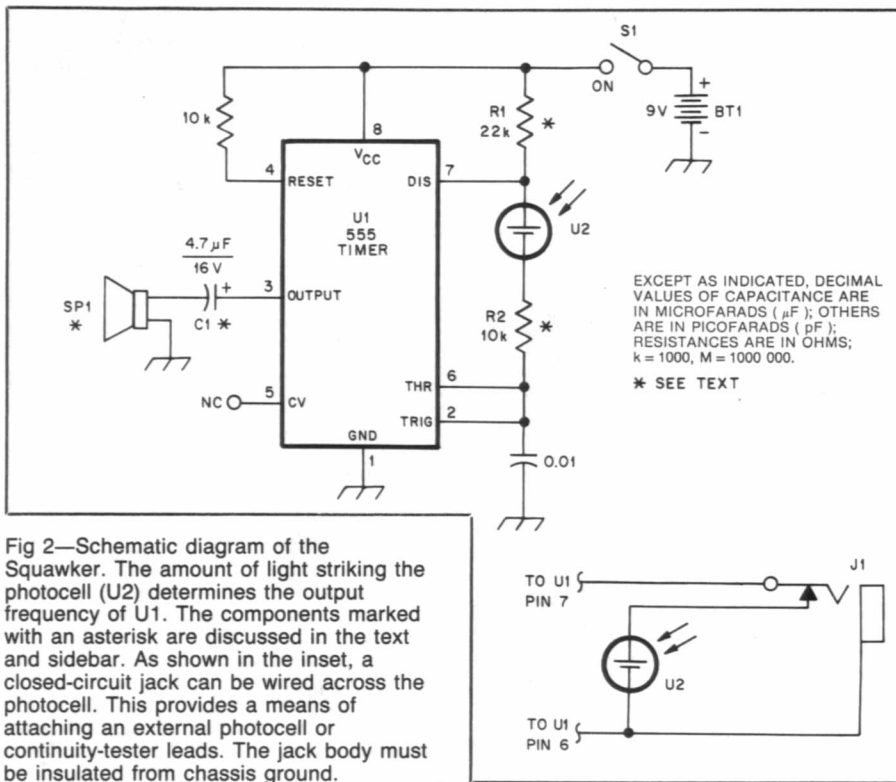 S1
ON
+
9V
BT1
-
10k
R1
22k
*
8
VCC
4
RESET
DIS
7
U1
555
TIMER
U2
4.7 µF
16 V
+
3
OUTPUT
SP1
*
C1 *
R2
10k
*
EXCEPT AS INDICATED, DECIMAL
VALUES OF CAPACITANCE ARE
IN MICROFARADS ( µF ); OTHERS
ARE IN PICOFARADS ( pF );
RESISTANCES ARE IN OHMS;
k = 1000, M = 1000 000.
* SEE TEXT
THR
6
NC
5
CV
TRIG
2
GND
1
0.01
Fig 2—Schematic diagram of the
Squawker. The amount of light striking the
photocell (U2) determines the output
frequency of U1. The components marked
with an asterisk are discussed in the text
and sidebar. As shown in the inset, a
closed-circuit jack can be wired across the
photocell. This provides a means of
attaching an external photocell or
continuity-tester leads. The jack body must
be insulated from chassis ground.
J1
TO U1
PIN 7
U2
TO U1
PIN 6